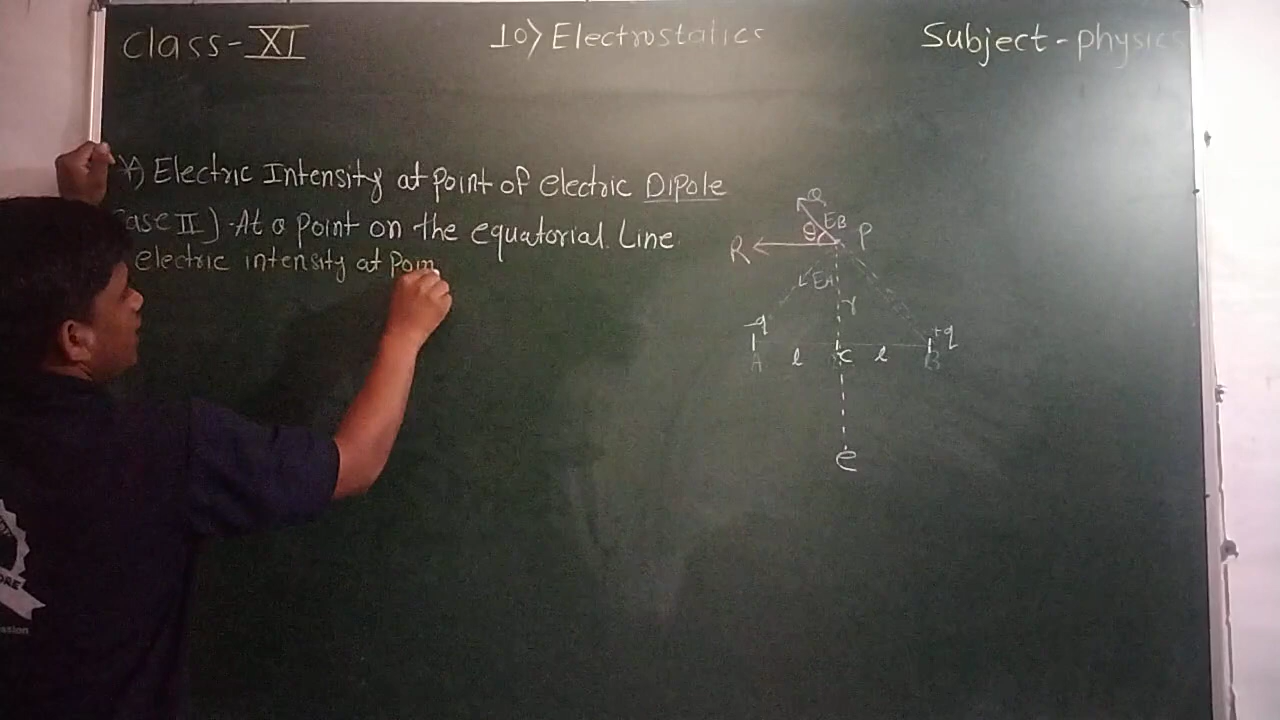 Class-XI
10) Electrostatics
Subject-physics
Electric Intensity at point of electric Dipole
Case II) -At a point on the equatorial Line
electric intensity at Poin
Q
EB
θ
P
R
EA
r
-q
+q
A
l
c
l
B
e